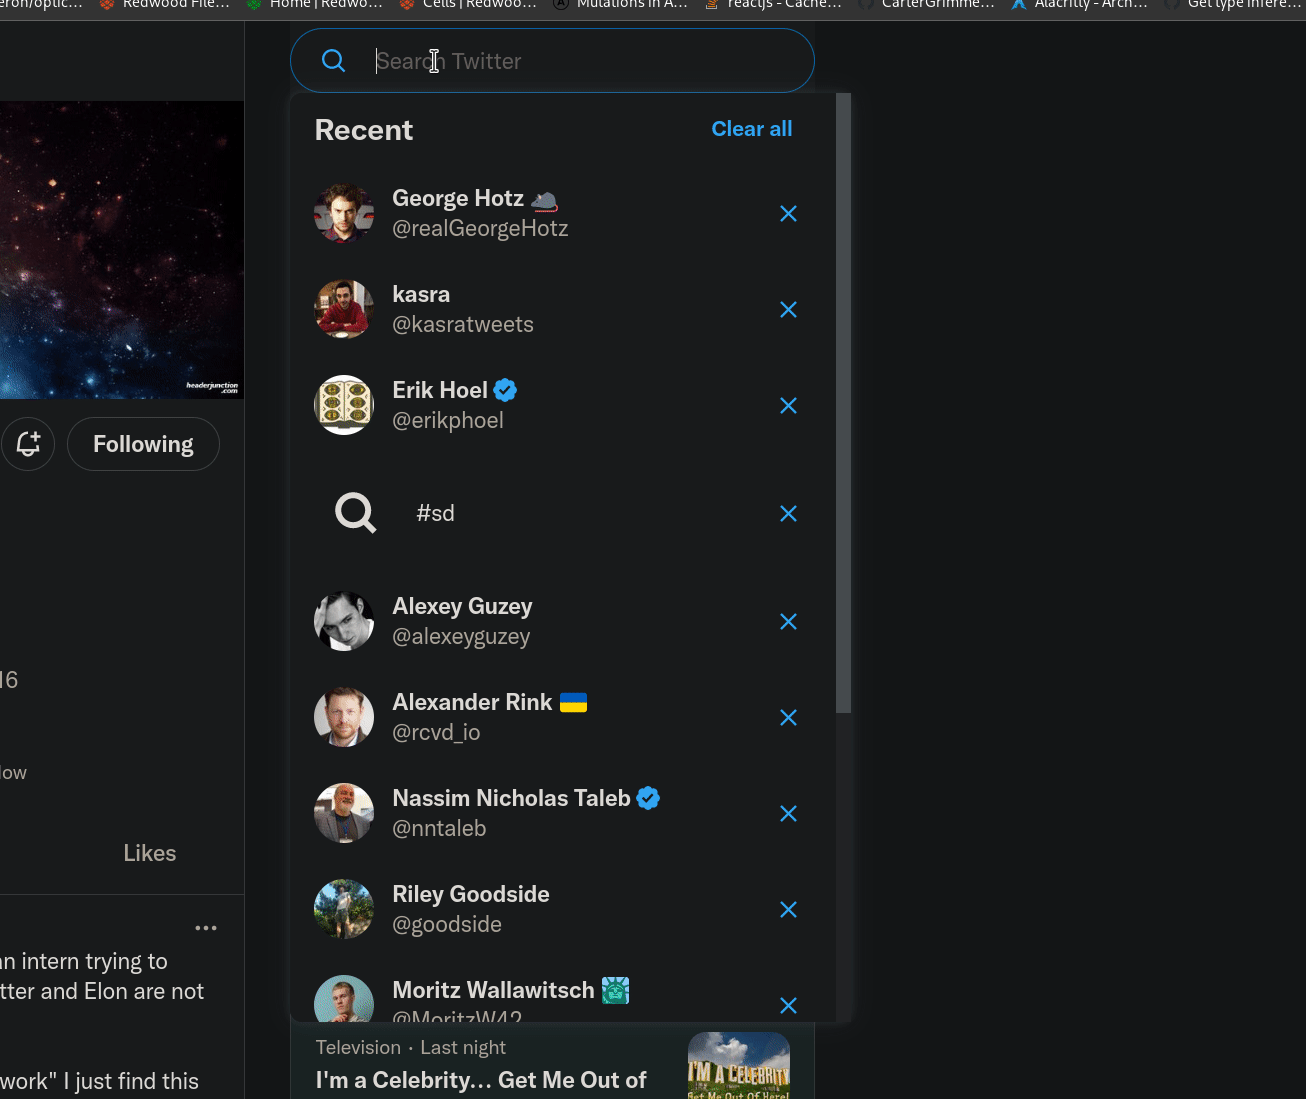 eron/optic...
Redwood File...
Home | Redwo...
Cells | Redwoo...
Mutations in A...
reactjs - Cache...
CarterGrimme...
Alacritty - Arch...
Get type infere...
Search Twitter
Recent
Clear all
George Hotz
@realGeorgeHotz
kasra
@kasratweets
Erik Hoel
@erikphoel
#sd
Alexey Guzey
@alexeyguzey
Alexander Rink
@rcvd_io
Nassim Nicholas Taleb
@nntaleb
Riley Goodside
@goodside
Moritz Wallawitsch
@MoritzW42
Television · Last night
I'm a Celebrity... Get Me Out of
I'M A CELEBRITY
Get Me Out Of Here!
headerjunction
.com
Following
16
low
Likes
an intern trying to
tter and Elon are not
work" I just find this